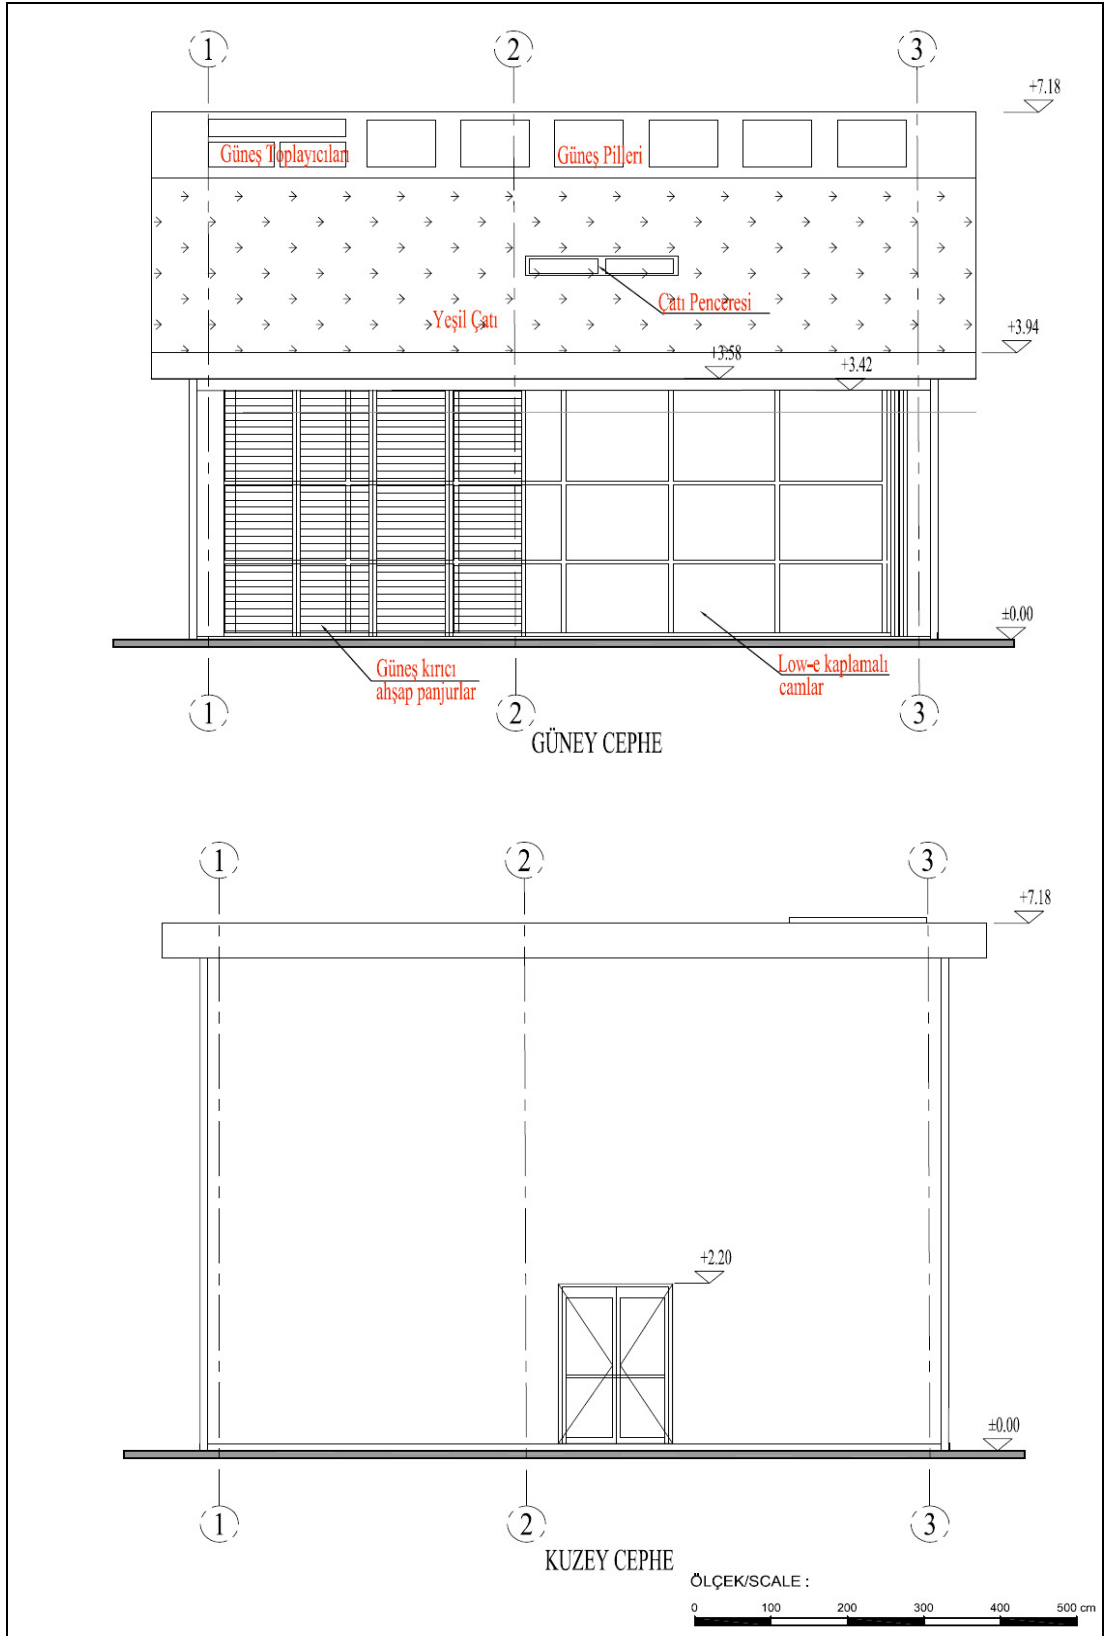 1 2 3
+7.18
Güneş Toplayıcıları Güneş Pilleri
Çatı Penceresi
Yeşil Çatı
+3.94
+3.58
+3.42
±0.00
Güneş kırıcı
ahşap panjurlar
Low-e kaplamalı
camlar
1 2 3
GÜNEY CEPHE
1 2 3
+7.18
+2.20
±0.00
1 2 3
KUZEY CEPHE
ÖLÇEK/SCALE :
0 100 200 300 400 500 cm